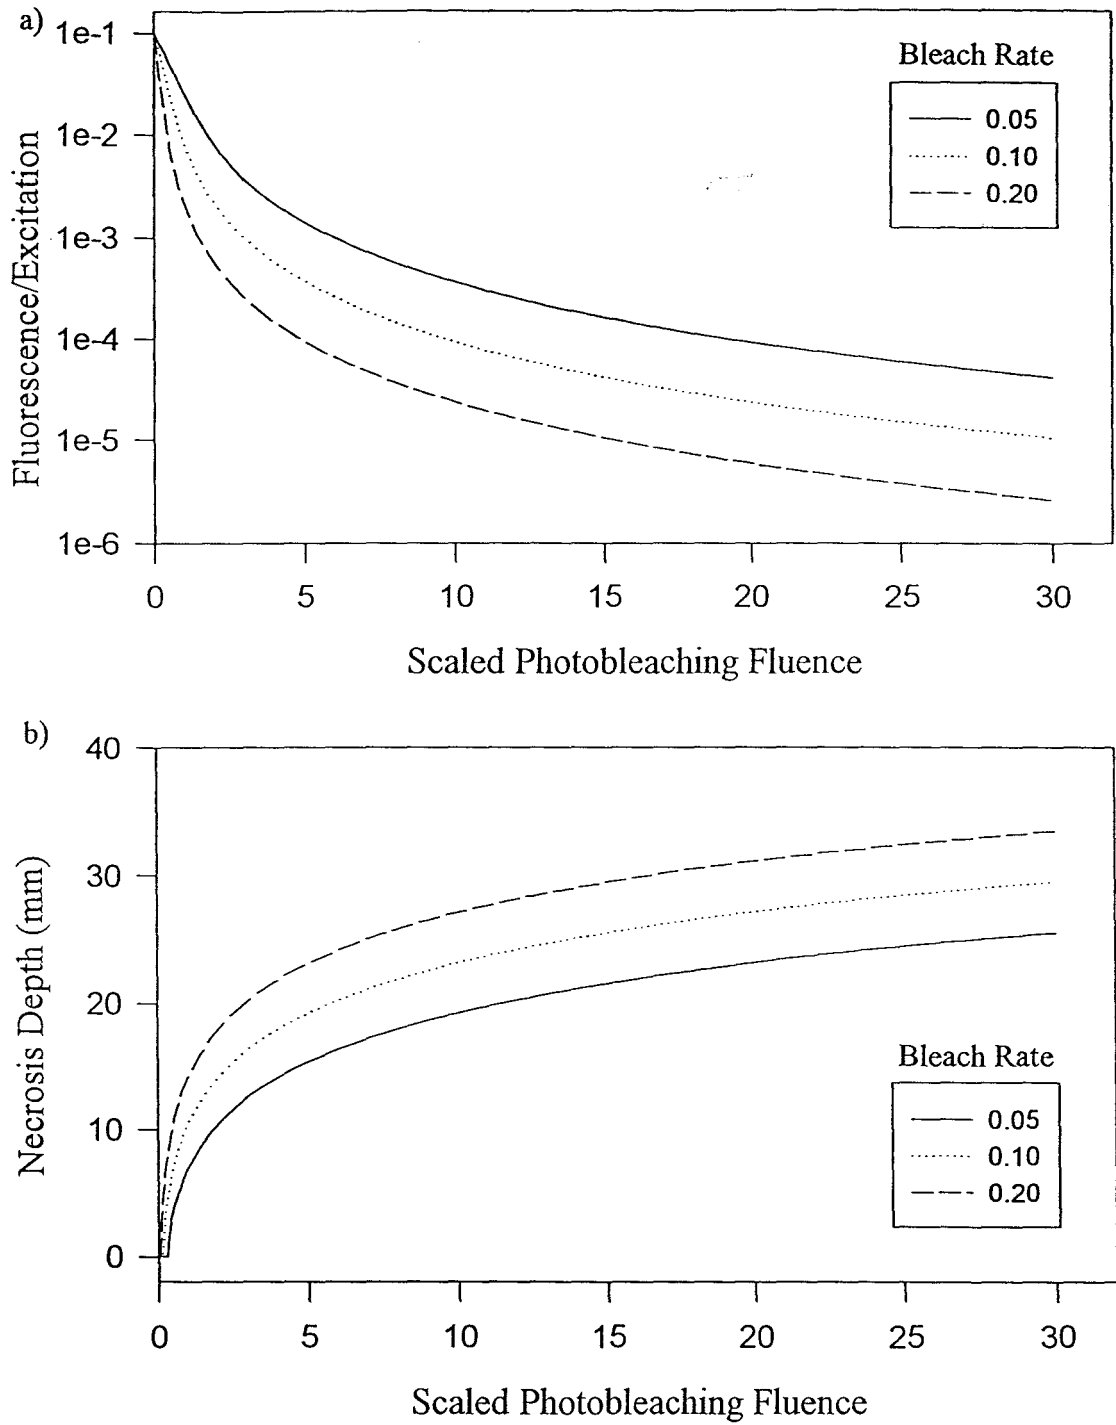 a)
1e-1
1e-2
1e-3
1e-4
1e-5
1e-6
Fluorescence/Excitation
Bleach Rate
0.05
0.10
0.20
0 5 10 15 20 25 30
Scaled Photobleaching Fluence
b)
40
30
20
10
0
Necrosis Depth (mm)
Bleach Rate
0.05
0.10
0.20
0 5 10 15 20 25 30
Scaled Photobleaching Fluence